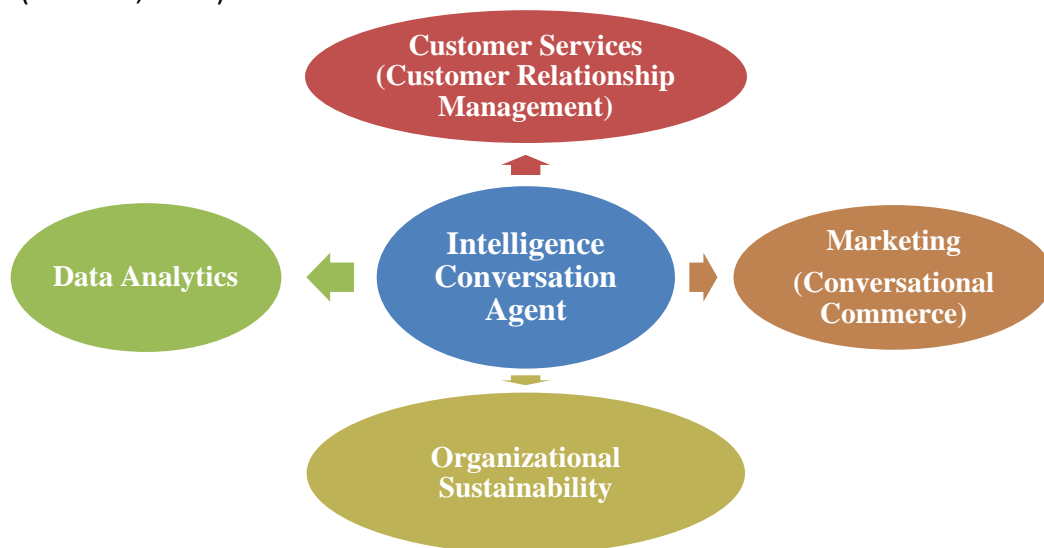 Customer Services
(Customer Relationship
Management)
Intelligence
Conversation
Agent
Data Analytics
Marketing
(Conversational
Commerce)
Organizational
Sustainability